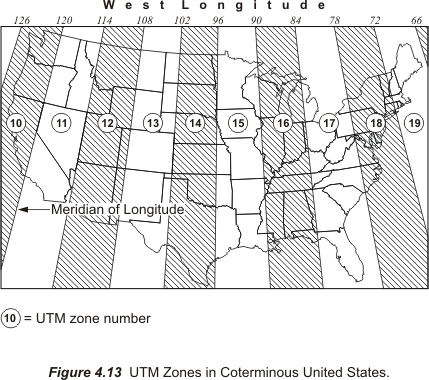 West Longitude
126 120 114 108 102 96 90 84 78 72 66
10 11 12 13 14 15 16 17 18 19
Meridian of Longitude
10 = UTM zone number
Figure 4.13 UTM Zones in Coterminous United States.